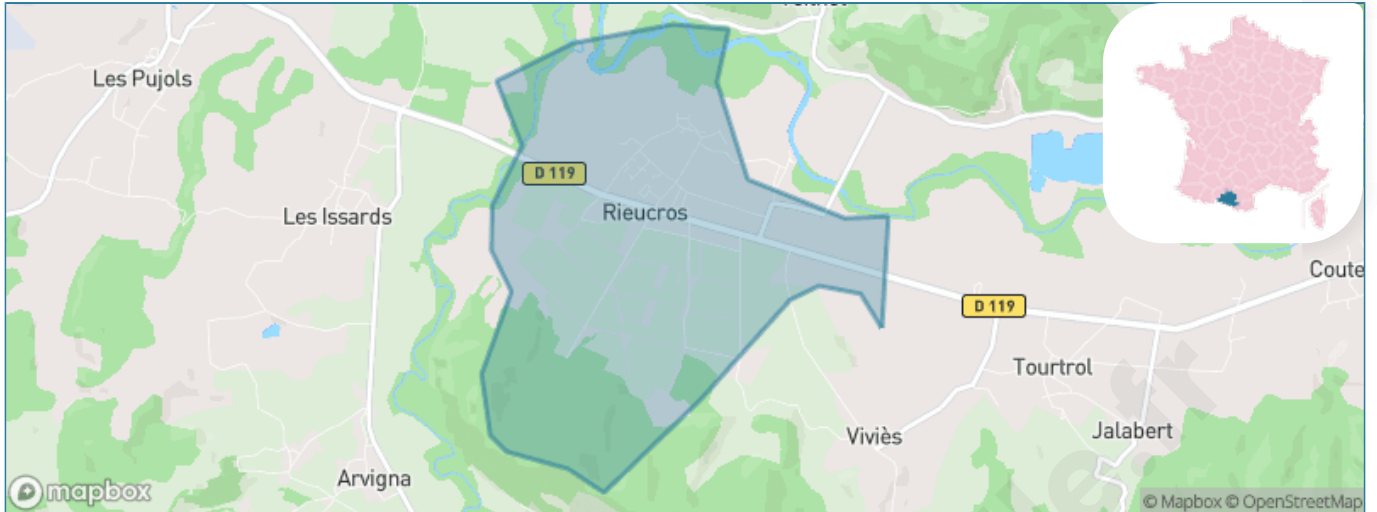 Les Pujols
D 119
Les Issards
Rieucros
Coute
D 119
Tourtrol
Jalabert
Viviès
Arvigna
mapbox
© Mapbox © OpenStreetMap